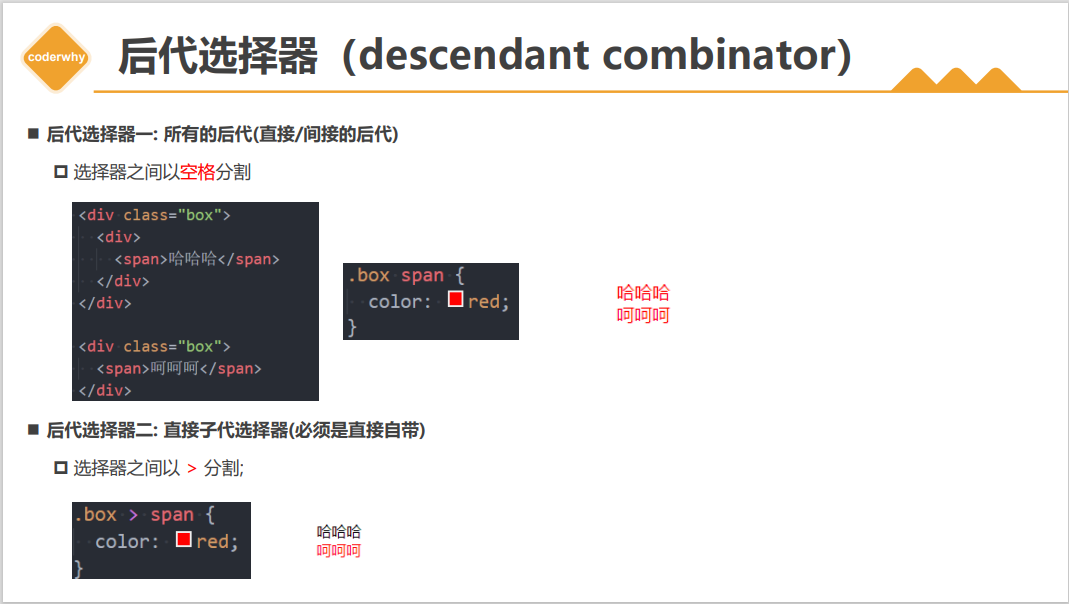 coderwhy
后代选择器（descendant combinator）
后代选择器一: 所有的后代(直接/间接的后代)
选择器之间以空格分割
<div class="box">
<div>
<span>哈哈哈</span>
</div>
</div>
<div class="box">
<span>呵呵呵</span>
</div>
.box span {
color: red;
}
哈哈哈
呵呵呵
后代选择器二: 直接子代选择器(必须是直接自带)
选择器之间以 > 分割;
.box > span {
color: red;
}
哈哈哈
呵呵呵